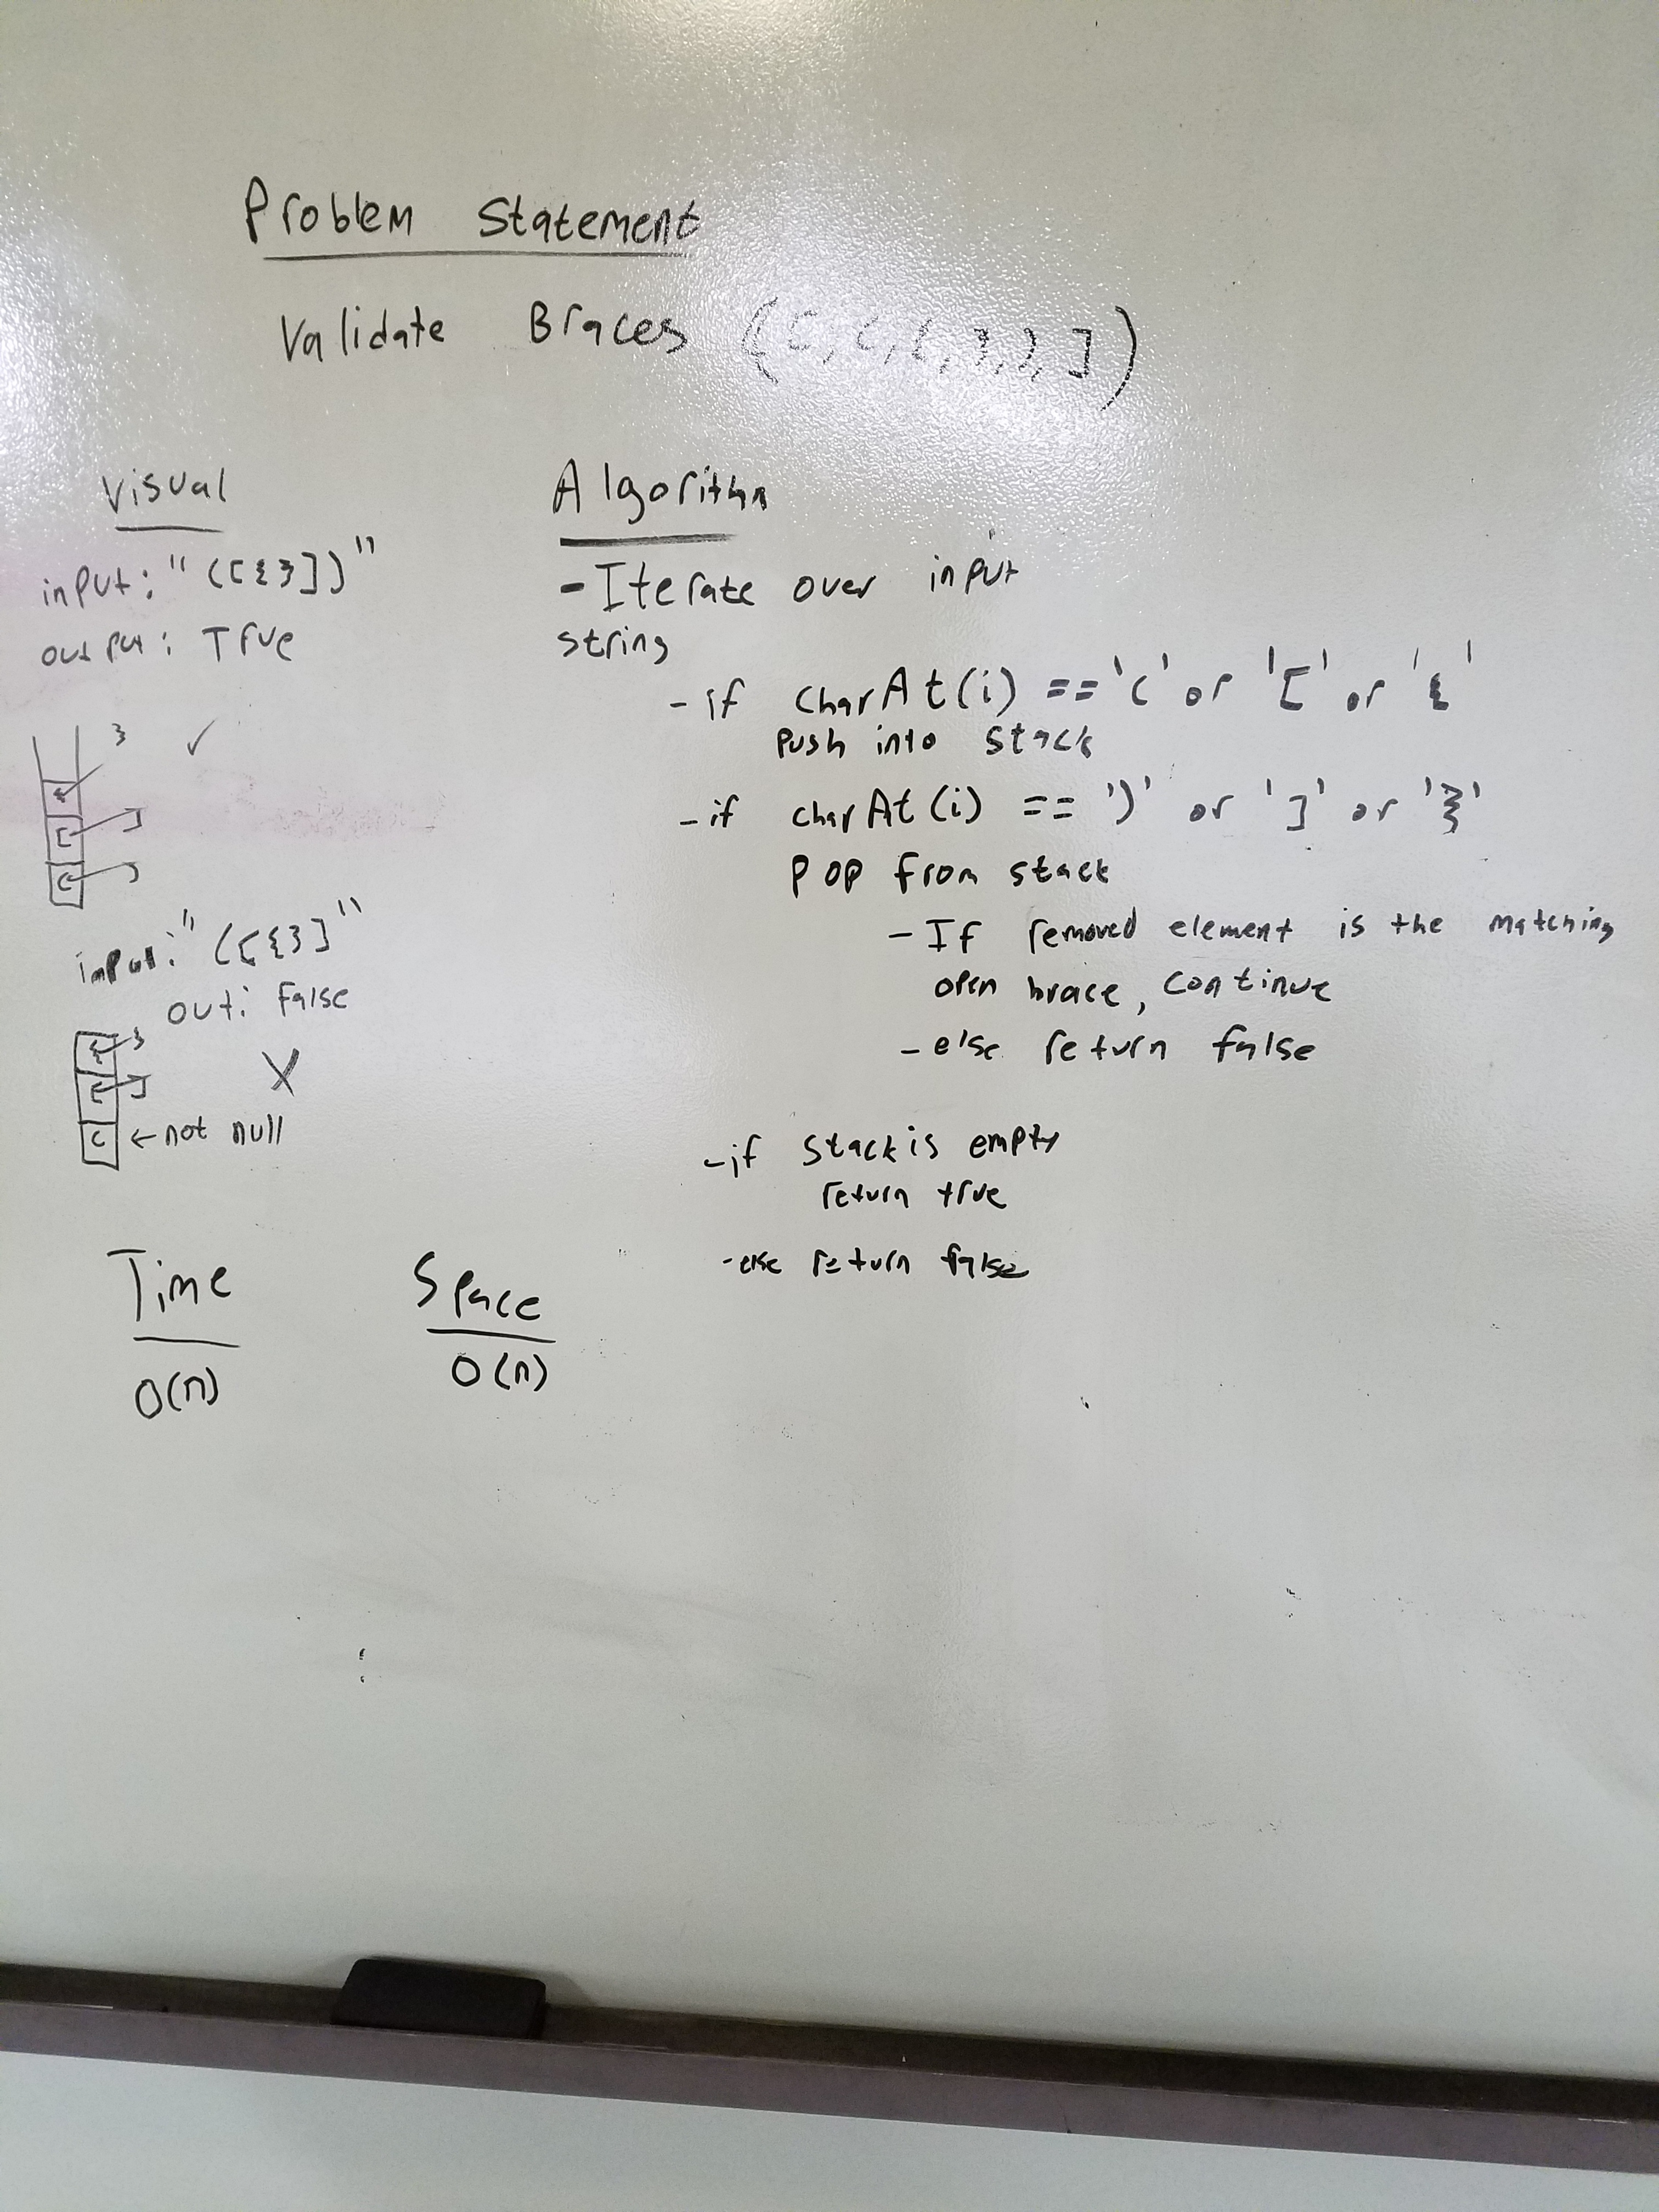 Problem Statement
Validate Braces ([, (, {, }, ), ])
Visual
input: "([{}])"
output: True
}
✓
{
[ ]
( )
input: "([{}]"
out: False
{ }
[ ]
X
( ← not null
Time
O(n)
Space
O(n)
Algorithm
- Iterate over input
string
- if charAt(i) == '(' or '[' or '{'
push into stack
- if charAt(i) == ')' or ']' or '}'
pop from stack
- If removed element is the matching
open brace, continue
- else return false
- if stack is empty
return true
- else return false